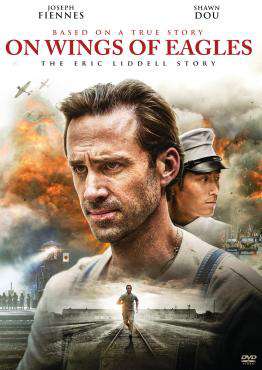 JOSEPH
FIENNES
SHAWN
DOU
BASED ON A TRUE STORY
ON WINGS OF EAGLES
THE ERIC LIDDELL STORY
DVD